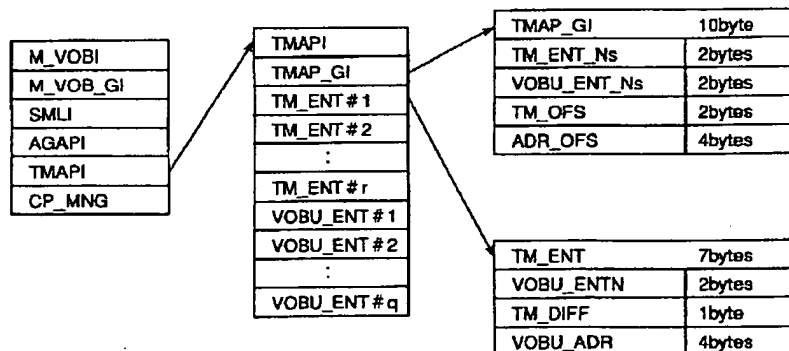 M_VOBI
M_VOB_GI
SMLI
AGAPI
TMAPI
CP_MNG
TMAPI
TMAP_GI
TM_ENT#1
TM_ENT#2
:
TM_ENT#r
VOBU_ENT#1
VOBU_ENT#2
:
VOBU_ENT#q
TMAP_GI 10byte
TM_ENT_Ns 2bytes
VOBU_ENT_Ns 2bytes
TM_OFS 2bytes
ADR_OFS 4bytes
TM_ENT 7bytes
VOBU_ENTN 2bytes
TM_DIFF 1byte
VOBU_ADR 4bytes